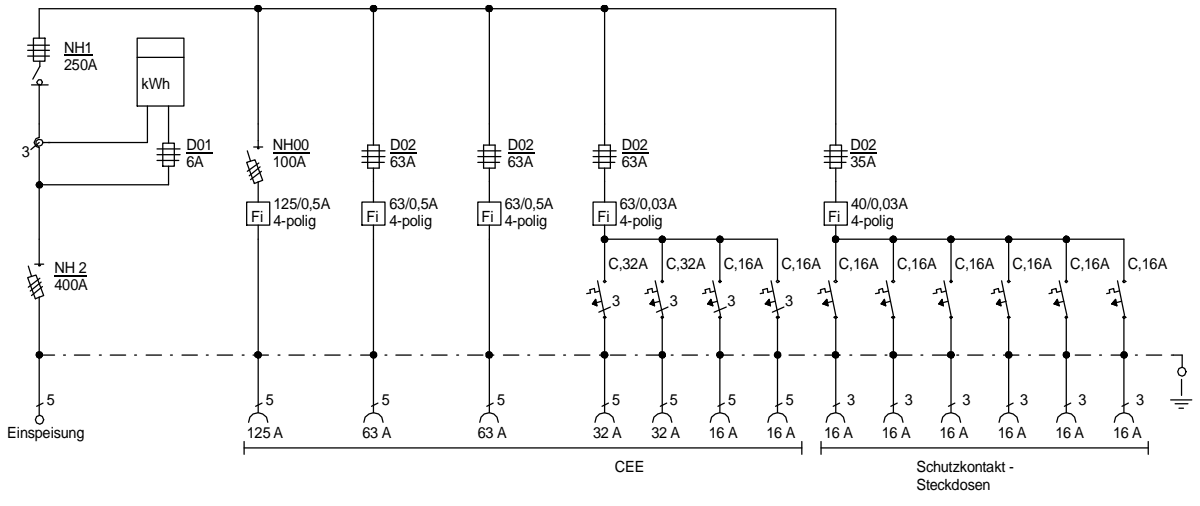 NH1
250A
kWh
3
D01
6A
NH00
100A
D02
63A
D02
63A
D02
63A
D02
35A
Fi
125/0,5A
4-polig
Fi
63/0,5A
4-polig
Fi
63/0,5A
4-polig
Fi
63/0,03A
4-polig
Fi
40/0,03A
4-polig
NH 2
400A
C,32A C,32A C,16A C,16A C,16A C,16A C,16A C,16A C,16A C,16A
3 3 3 3
5 5 5 5 5 5 5 5 3 3 3 3 3 3
Einspeisung
125 A 63 A 63 A 32 A 32 A 16 A 16 A 16 A 16 A 16 A 16 A 16 A 16 A
CEE
Schutzkontakt -
Steckdosen